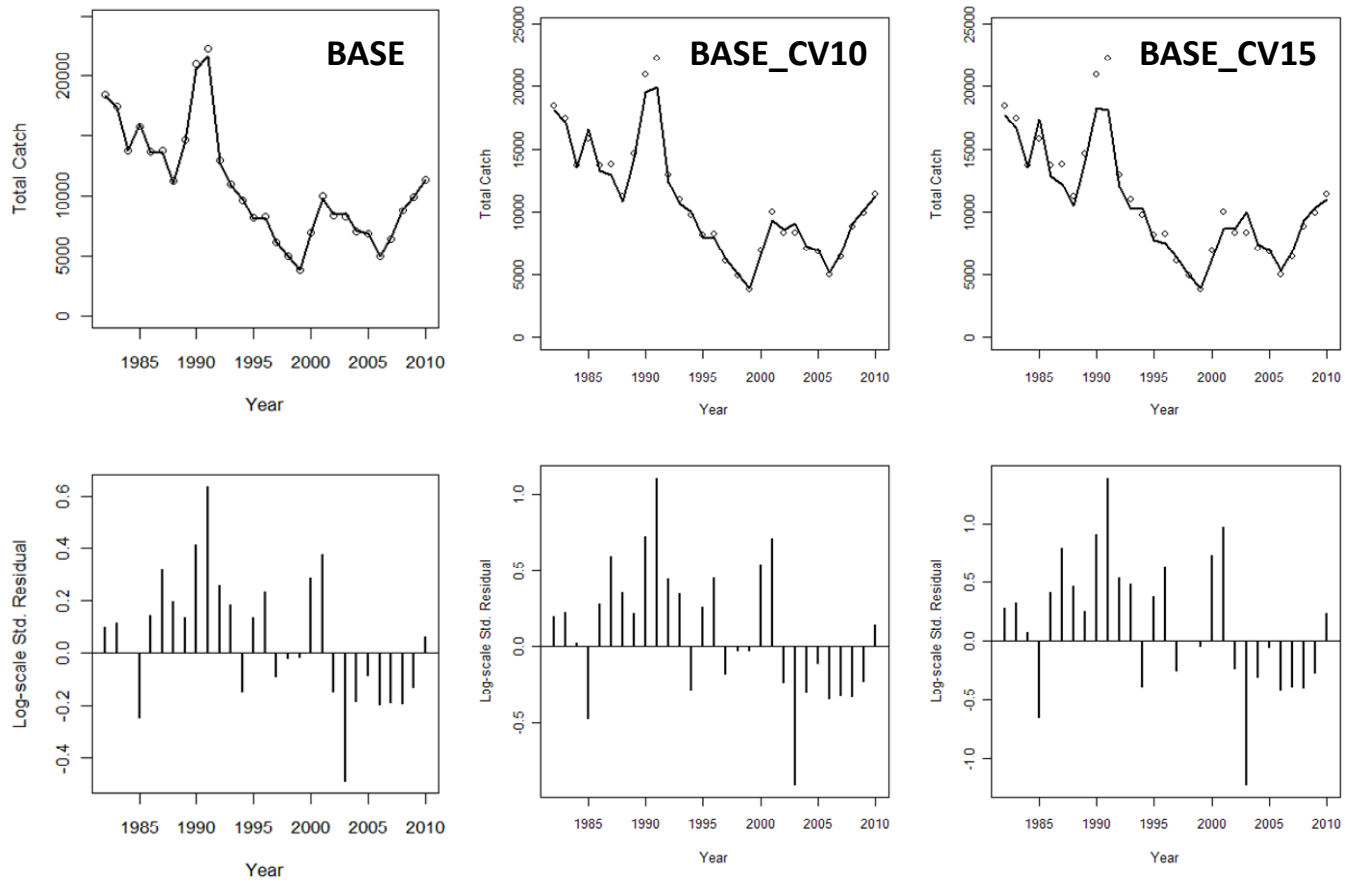 BASE
Total Catch
20000
10000
5000
0
1985 1990 1995 2000 2005 2010
Year
BASE_CV10
Total Catch
25000
20000
15000
10000
5000
0
1985 1990 1995 2000 2005 2010
Year
BASE_CV15
Total Catch
25000
20000
15000
10000
5000
0
1985 1990 1995 2000 2005 2010
Year
Log-scale Std. Residual
0.6
0.4
0.2
0.0
-0.2
-0.4
1985 1990 1995 2000 2005 2010
Year
Log-scale Std. Residual
1.0
0.5
0.0
-0.5
1985 1990 1995 2000 2005 2010
Year
Log-scale Std. Residual
1.0
0.5
0.0
-0.5
-1.0
1985 1990 1995 2000 2005 2010
Year